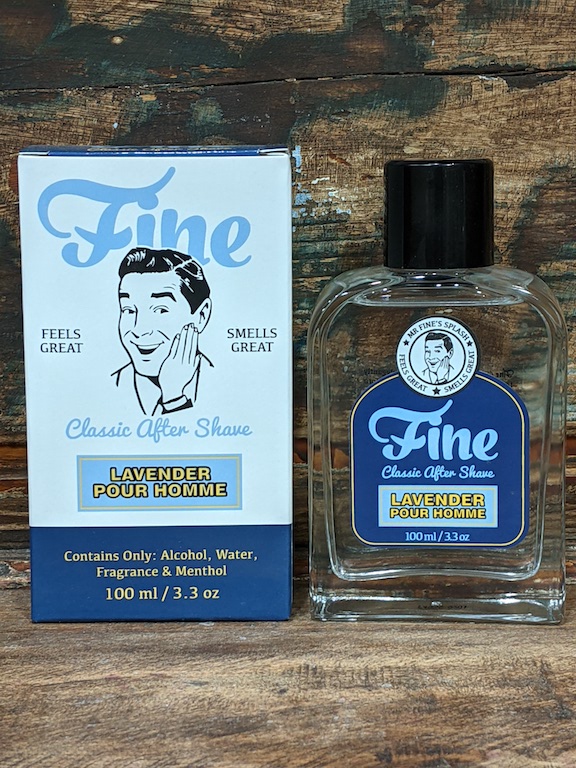 Fine
FEELS
GREAT
SMELLS
GREAT
Classic After Shave
LAVENDER
POUR HOMME
Contains Only: Alcohol, Water,
Fragrance & Menthol
100 ml / 3.3 oz
MR FINE'S SPLASH
FEELS GREAT ★ SMELLS GREAT
Fine
Classic After Shave
LAVENDER
POUR HOMME
100 ml / 3.3 oz